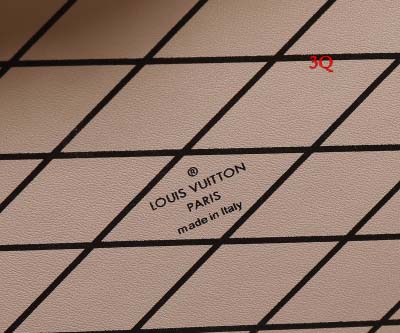 3Q
®
LOUIS VUITTON
PARIS
made in Italy